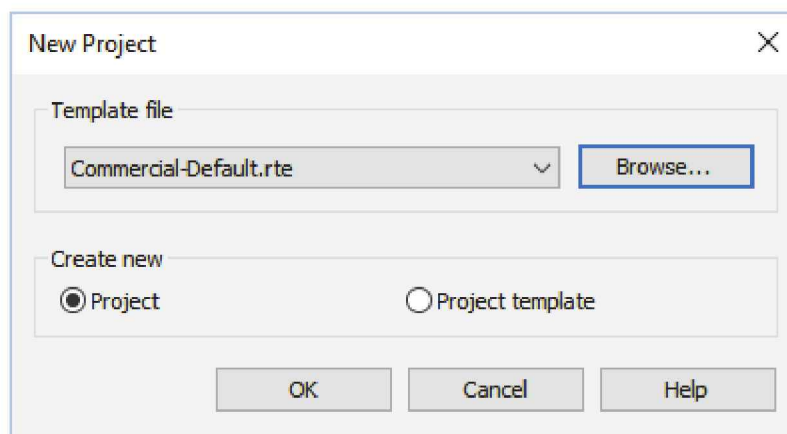 New Project
Template file
Commercial-Default.rte Browse...
Create new
Project Project template
OK Cancel Help